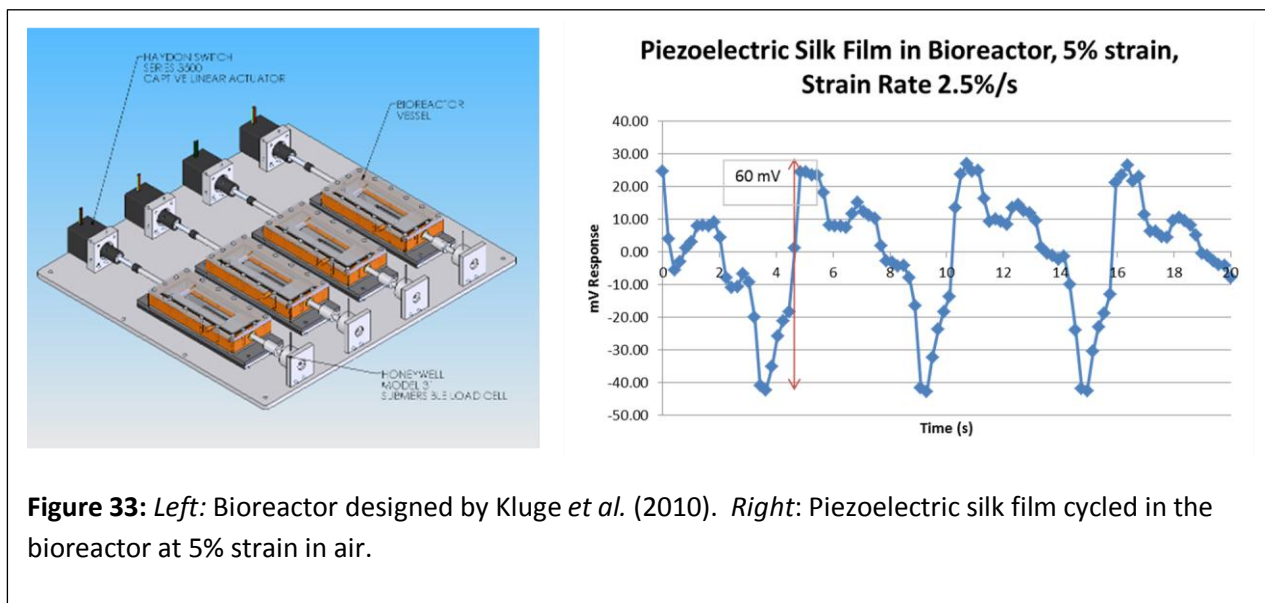 HAYDON SWITCH
SERIES 3500
CAPTIVE LINEAR ACTUATOR
BIOREACTOR
VESSEL
HONEYWELL
MODEL 31
SUBMERSIBLE LOAD CELL
Piezoelectric Silk Film in Bioreactor, 5% strain,
Strain Rate 2.5%/s
40.00
30.00
20.00
10.00
0.00
-10.00
-20.00
-30.00
-40.00
-50.00
mV Response
60 mV
0 2 4 6 8 10 12 14 16 18 20
Time (s)
Figure 33: Left: Bioreactor designed by Kluge et al. (2010). Right: Piezoelectric silk film cycled in the
bioreactor at 5% strain in air.